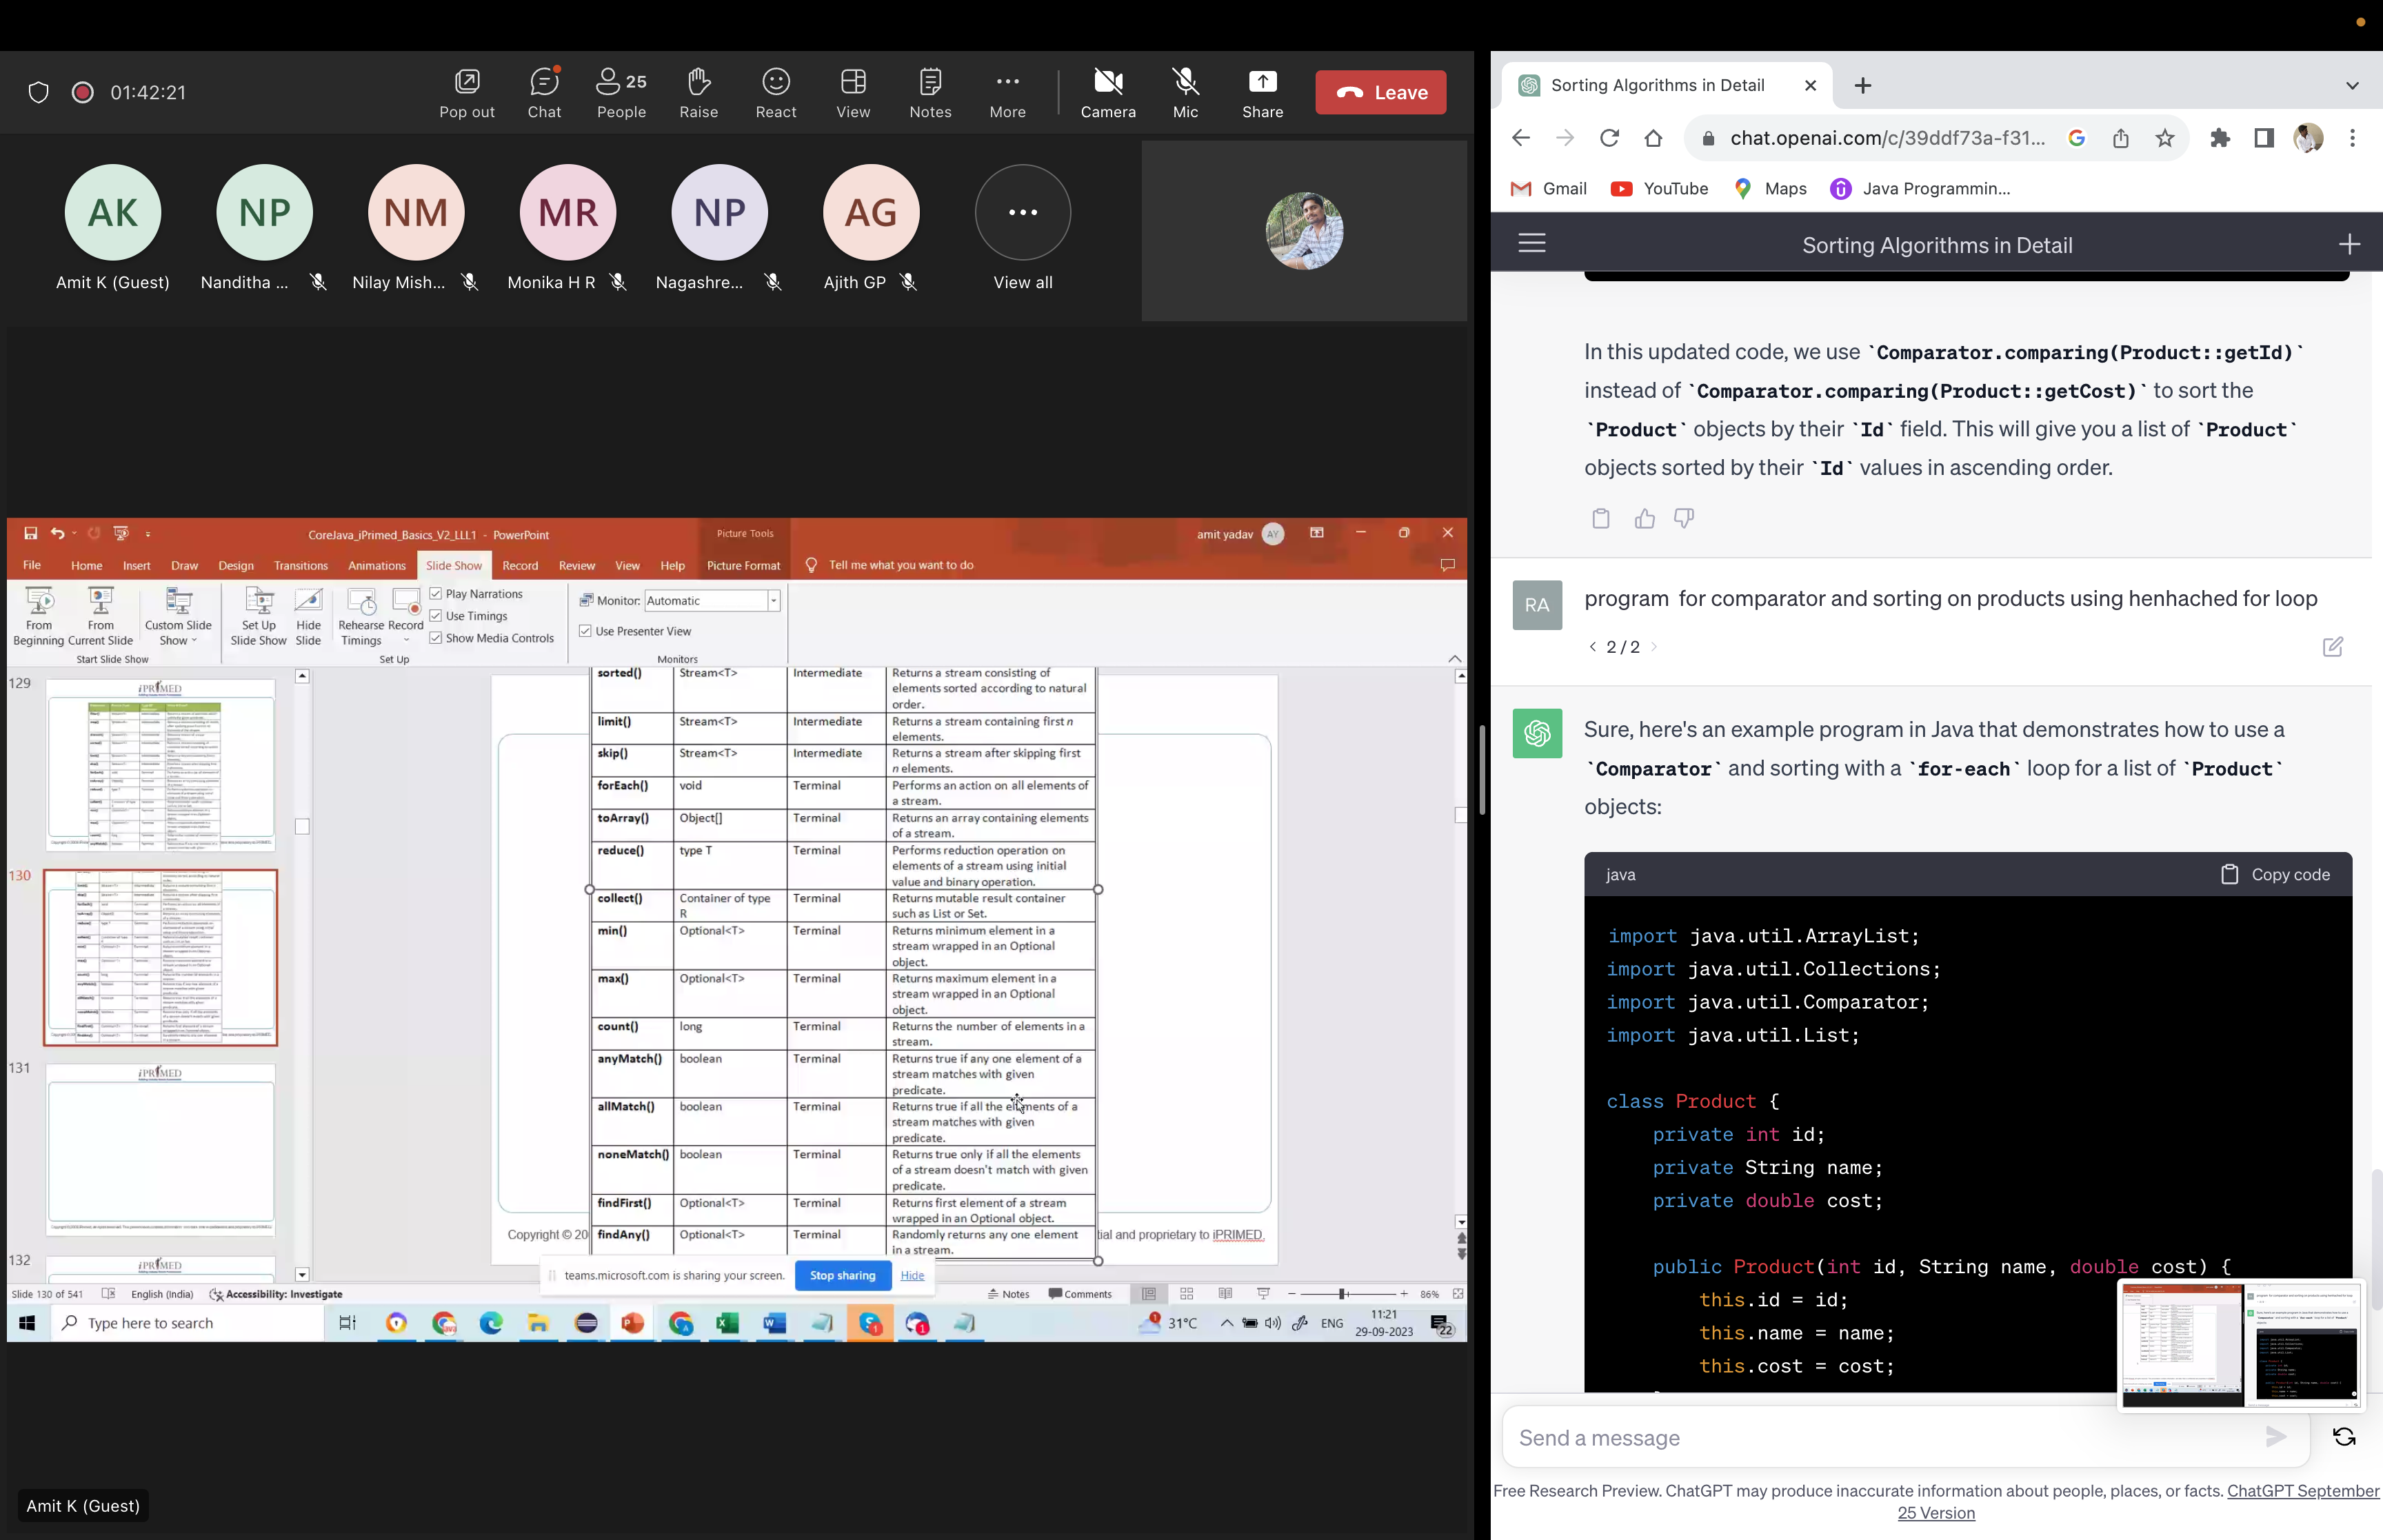 01:42:21
Pop out
Chat
25
People
Raise
React
View
Notes
More
Camera
Mic
Share
Leave
AK
NP
NM
MR
NP
AG
Amit K (Guest)
Nanditha ...
Nilay Mish...
Monika H R
Nagashre...
Ajith GP
View all
CoreJava_iPrimed_Basics_V2_LLL1 - PowerPoint
Picture Tools
amit yadav
AY
File Home Insert Draw Design Transitions Animations Slide Show Record Review View Help Picture Format Tell me what you want to do
From Beginning
From Current Slide
Custom Slide Show
Set Up Slide Show
Hide Slide
Rehearse Timings
Record
Play Narrations
Use Timings
Show Media Controls
Monitor: Automatic
Use Presenter View
Start Slide Show
Set Up
Monitors
129
iPRIMED
130
131
iPRIMED
132
iPRIMED
sorted() Stream<T> Intermediate Returns a stream consisting of
elements sorted according to natural
order.
limit() Stream<T> Intermediate Returns a stream containing first n
elements.
skip() Stream<T> Intermediate Returns a stream after skipping first
n elements.
forEach() void Terminal Performs an action on all elements of
a stream.
toArray() Object[] Terminal Returns an array containing elements
of a stream.
reduce() type T Terminal Performs reduction operation on
elements of a stream using initial
value and binary operation.
collect() Container of type Terminal Returns mutable result container
R such as List or Set.
min() Optional<T> Terminal Returns minimum element in a
stream wrapped in an Optional
object.
max() Optional<T> Terminal Returns maximum element in a
stream wrapped in an Optional
object.
count() long Terminal Returns the number of elements in a
stream.
anyMatch() boolean Terminal Returns true if any one element of a
stream matches with given
predicate.
allMatch() boolean Terminal Returns true if all the elements of a
stream matches with given
predicate.
noneMatch() boolean Terminal Returns true only if all the elements
of a stream doesn't match with given
predicate.
findFirst() Optional<T> Terminal Returns first element of a stream
wrapped in an Optional object.
findAny() Optional<T> Terminal Randomly returns any one element
in a stream.
Copyright © 20
tial and proprietary to iPRIMED.
teams.microsoft.com is sharing your screen. Stop sharing Hide
Slide 130 of 541 English (India) Accessibility: Investigate Notes Comments 86%
Type here to search
31°C
ENG
11:21
29-09-2023
22
Amit K (Guest)
Sorting Algorithms in Detail
chat.openai.com/c/39ddf73a-f31...
Gmail
YouTube
Maps
Java Programmin...
Sorting Algorithms in Detail
In this updated code, we use `Comparator.comparing(Product::getId)`
instead of `Comparator.comparing(Product::getCost)` to sort the
`Product` objects by their `Id` field. This will give you a list of `Product`
objects sorted by their `Id` values in ascending order.
RA
program for comparator and sorting on products using henhached for loop
< 2 / 2 >
Sure, here's an example program in Java that demonstrates how to use a
`Comparator` and sorting with a `for-each` loop for a list of `Product`
objects:
java
Copy code
import java.util.ArrayList;
import java.util.Collections;
import java.util.Comparator;
import java.util.List;
class Product {
private int id;
private String name;
private double cost;
public Product(int id, String name, double cost) {
this.id = id;
this.name = name;
this.cost = cost;
Send a message
Free Research Preview. ChatGPT may produce inaccurate information about people, places, or facts. ChatGPT September
25 Version